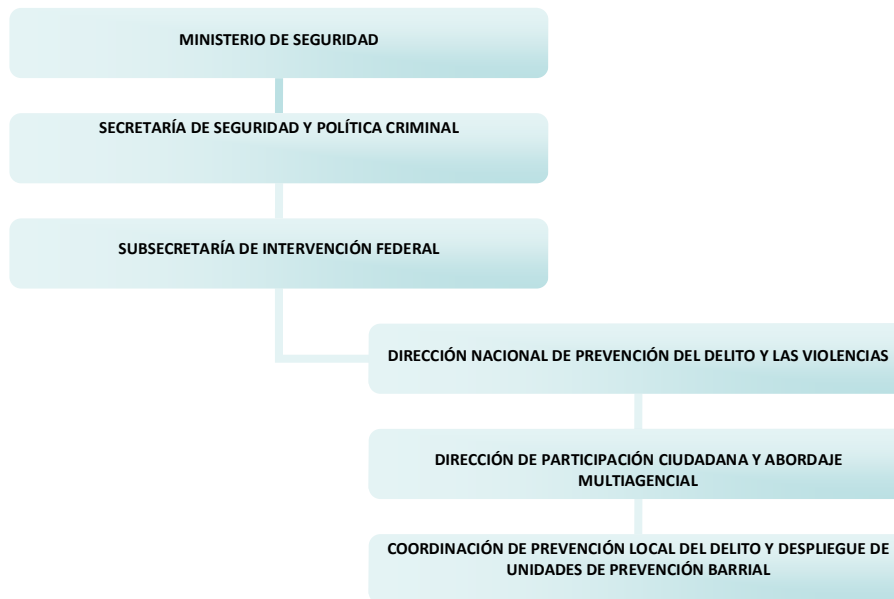 MINISTERIO DE SEGURIDAD
SECRETARÍA DE SEGURIDAD Y POLÍTICA CRIMINAL
SUBSECRETARÍA DE INTERVENCIÓN FEDERAL
DIRECCIÓN NACIONAL DE PREVENCIÓN DEL DELITO Y LAS VIOLENCIAS
DIRECCIÓN DE PARTICIPACIÓN CIUDADANA Y ABORDAJE
MULTIAGENCIAL
COORDINACIÓN DE PREVENCIÓN LOCAL DEL DELITO Y DESPLIEGUE DE
UNIDADES DE PREVENCIÓN BARRIAL